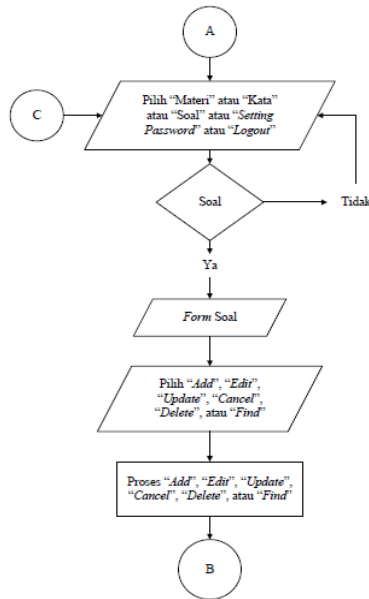 A
Pilih “Materi” atau “Kata”
C
atau “Soal” atau “Setting
Password” atau “Logout”
Soal
Tidak
Ya
Form Soal
Pilih “Add”, “Edit”,
“Update”, “Cancel”,
“Delete”, atau “Find”
Proses “Add”, “Edit”, “Update”,
“Cancel”, “Delete”, atau “Find”
B